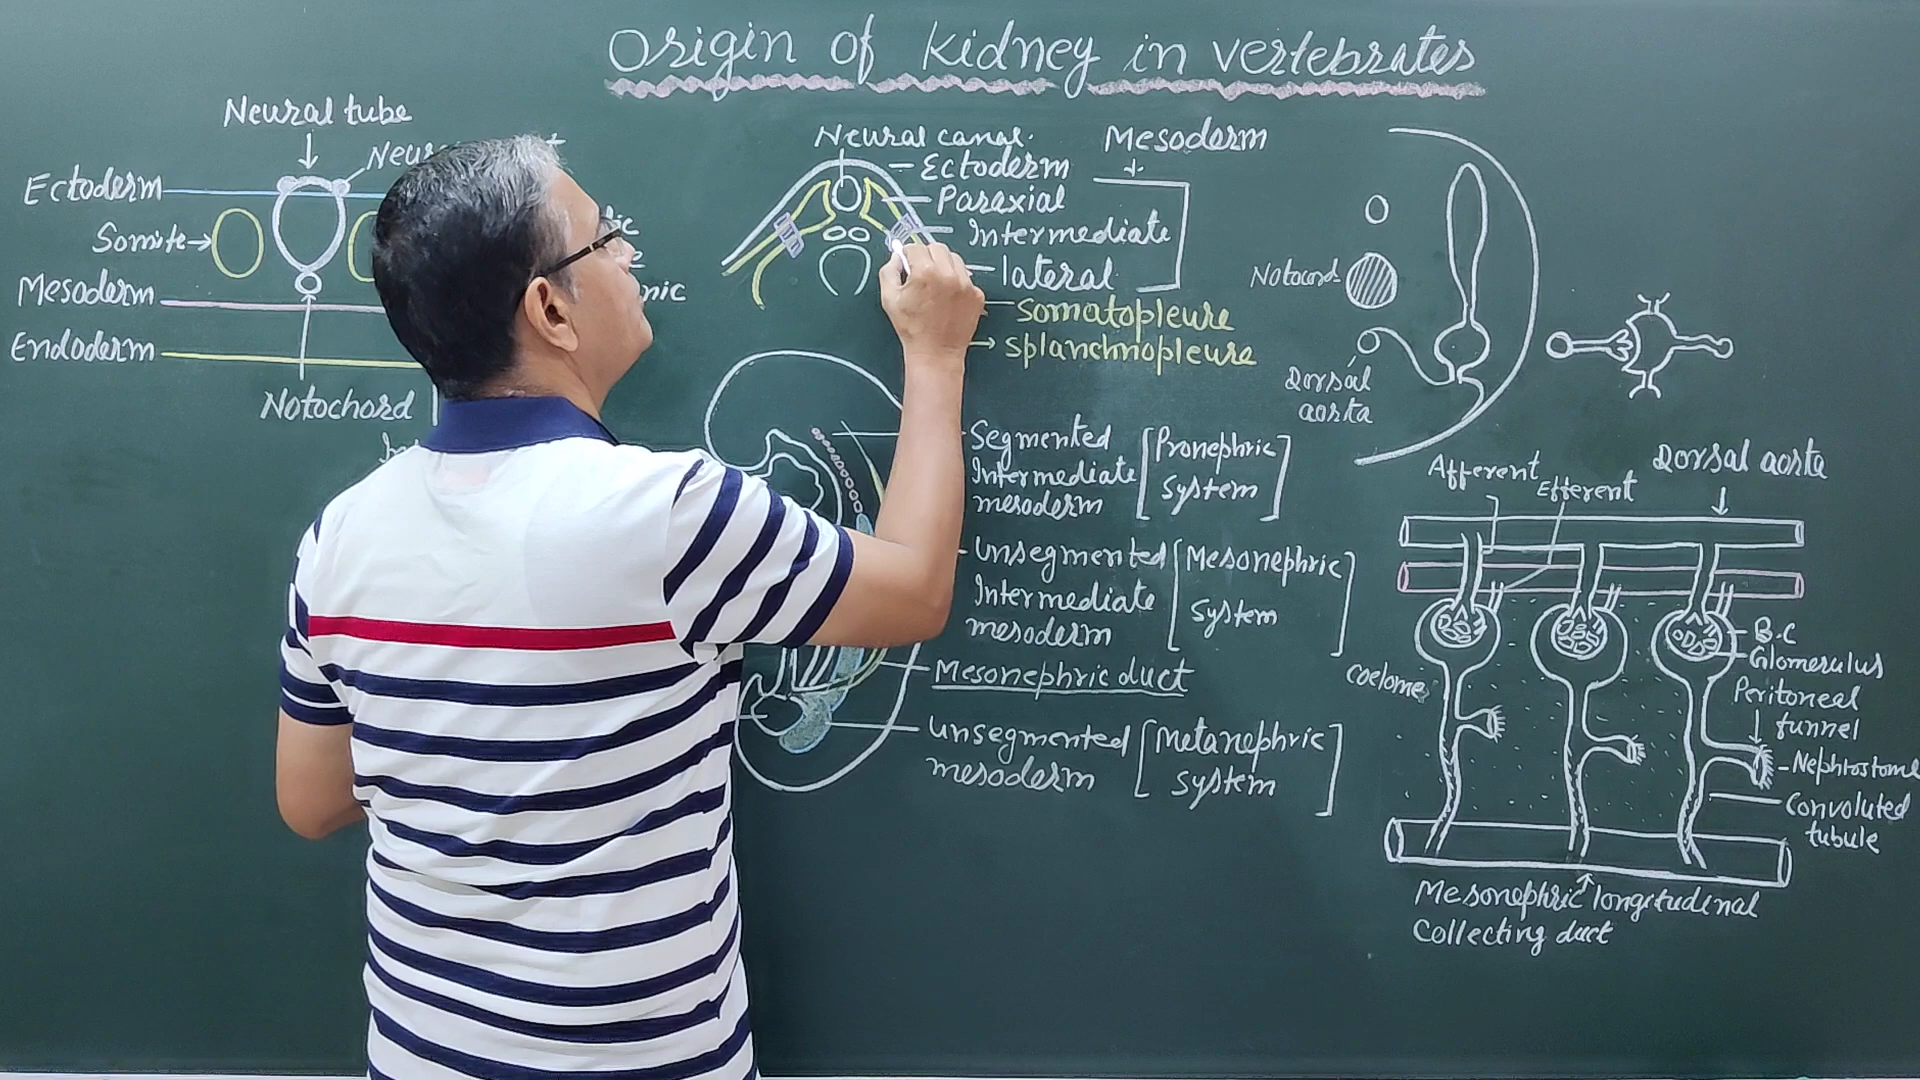 Origin of kidney in vertebrates
Neural tube
Ectoderm
Somite
Mesoderm
Endoderm
Notochord
Neural canal.
Ectoderm
Paraxial
Intermediate
lateral
Mesoderm
somatopleure
splanchnopleure
Segmented
Intermediate
mesoderm
[Pronephric
System]
Unsegmented
Intermediate
mesoderm
[Mesonephric
System]
Mesonephric duct
Unsegmented
mesoderm
[Metanephric
System]
Notocord
Dorsal
aorta
Afferent
Efferent
Dorsal aorta
B.C
Glomerulus
coelome
Peritoneal
funnel
Nephrostome
Convoluted
tubule
Mesonephric longitudinal
Collecting duct